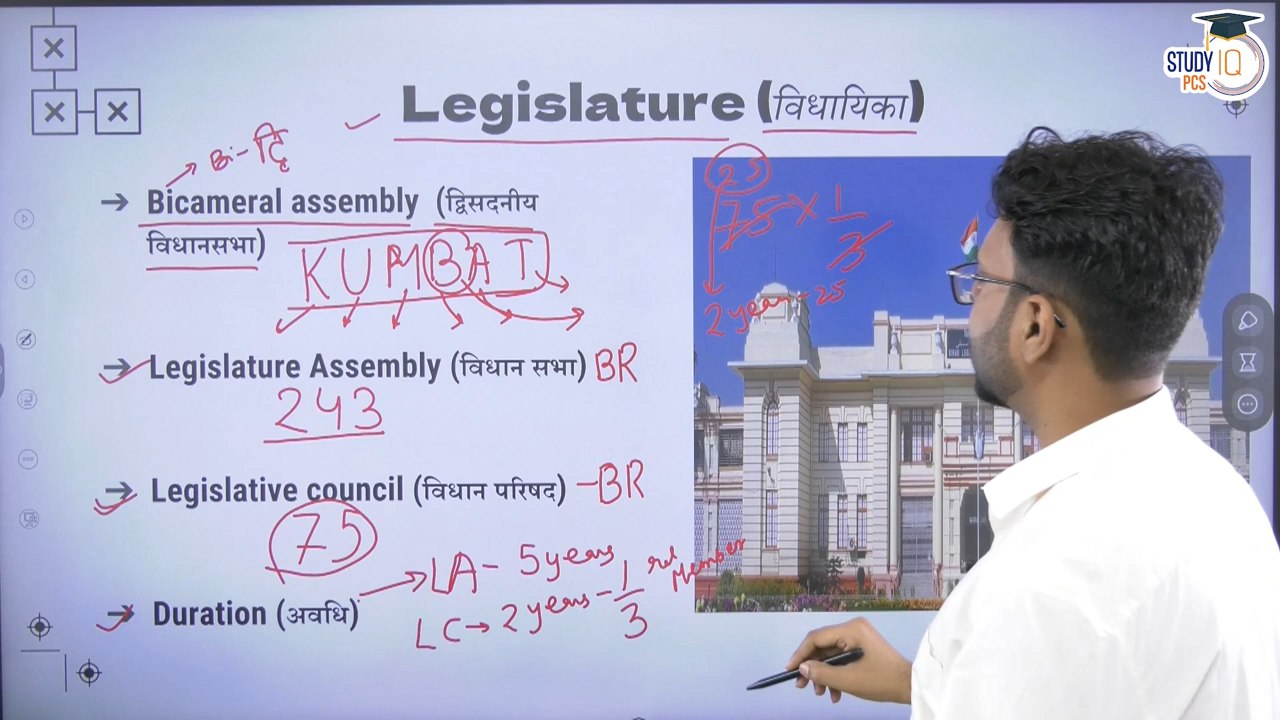 STUDY IQ
PCS
Legislature (विधायिका)
Bi - द्वि
→ Bicameral assembly (द्विसदनीय
विधानसभा)
KUMBAT
→ Legislature Assembly (विधान सभा) BR
243
→ Legislative council (विधान परिषद) - BR
75
→ Duration (अवधि)
LA - 5 years
LC → 2 years - 1/3 Member
25
75 × 1/3
2 years - 25